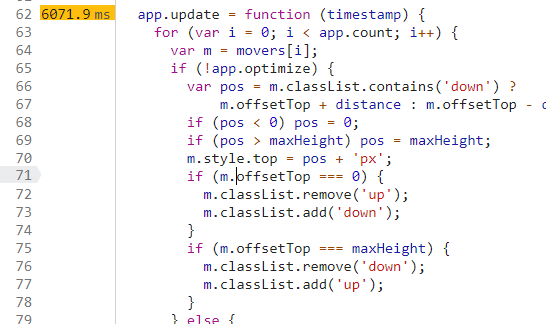 62 6071.9 ms app.update = function (timestamp) {
63 for (var i = 0; i < app.count; i++) {
64 var m = movers[i];
65 if (!app.optimize) {
66 var pos = m.classList.contains('down') ?
67 m.offsetTop + distance : m.offsetTop -
68 if (pos < 0) pos = 0;
69 if (pos > maxHeight) pos = maxHeight;
70 m.style.top = pos + 'px';
71 if (m.offsetTop === 0) {
72 m.classList.remove('up');
73 m.classList.add('down');
74 }
75 if (m.offsetTop === maxHeight) {
76 m.classList.remove('down');
77 m.classList.add('up');
78 }
79 } else {